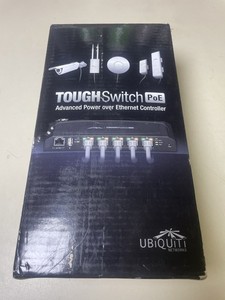 TOUGHSwitch PoE
Advanced Power over Ethernet Controller
UBiQUiTi
NETWORKS